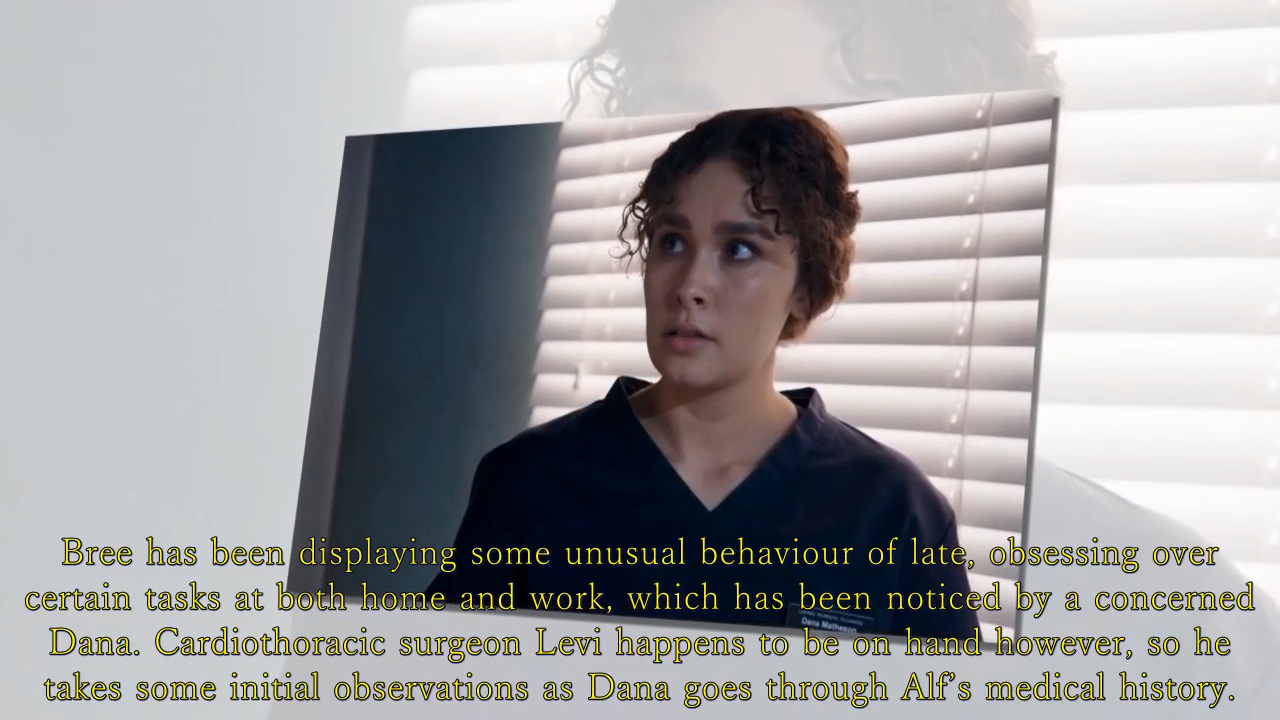 Dana Matheson
Bree has been displaying some unusual behaviour of late, obsessing over
certain tasks at both home and work, which has been noticed by a concerned
Dana. Cardiothoracic surgeon Levi happens to be on hand however, so he
takes some initial observations as Dana goes through Alf's medical history.